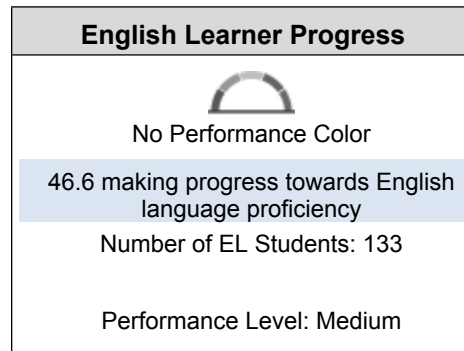 English Learner Progress
No Performance Color
46.6 making progress towards English
language proficiency
Number of EL Students: 133
Performance Level: Medium